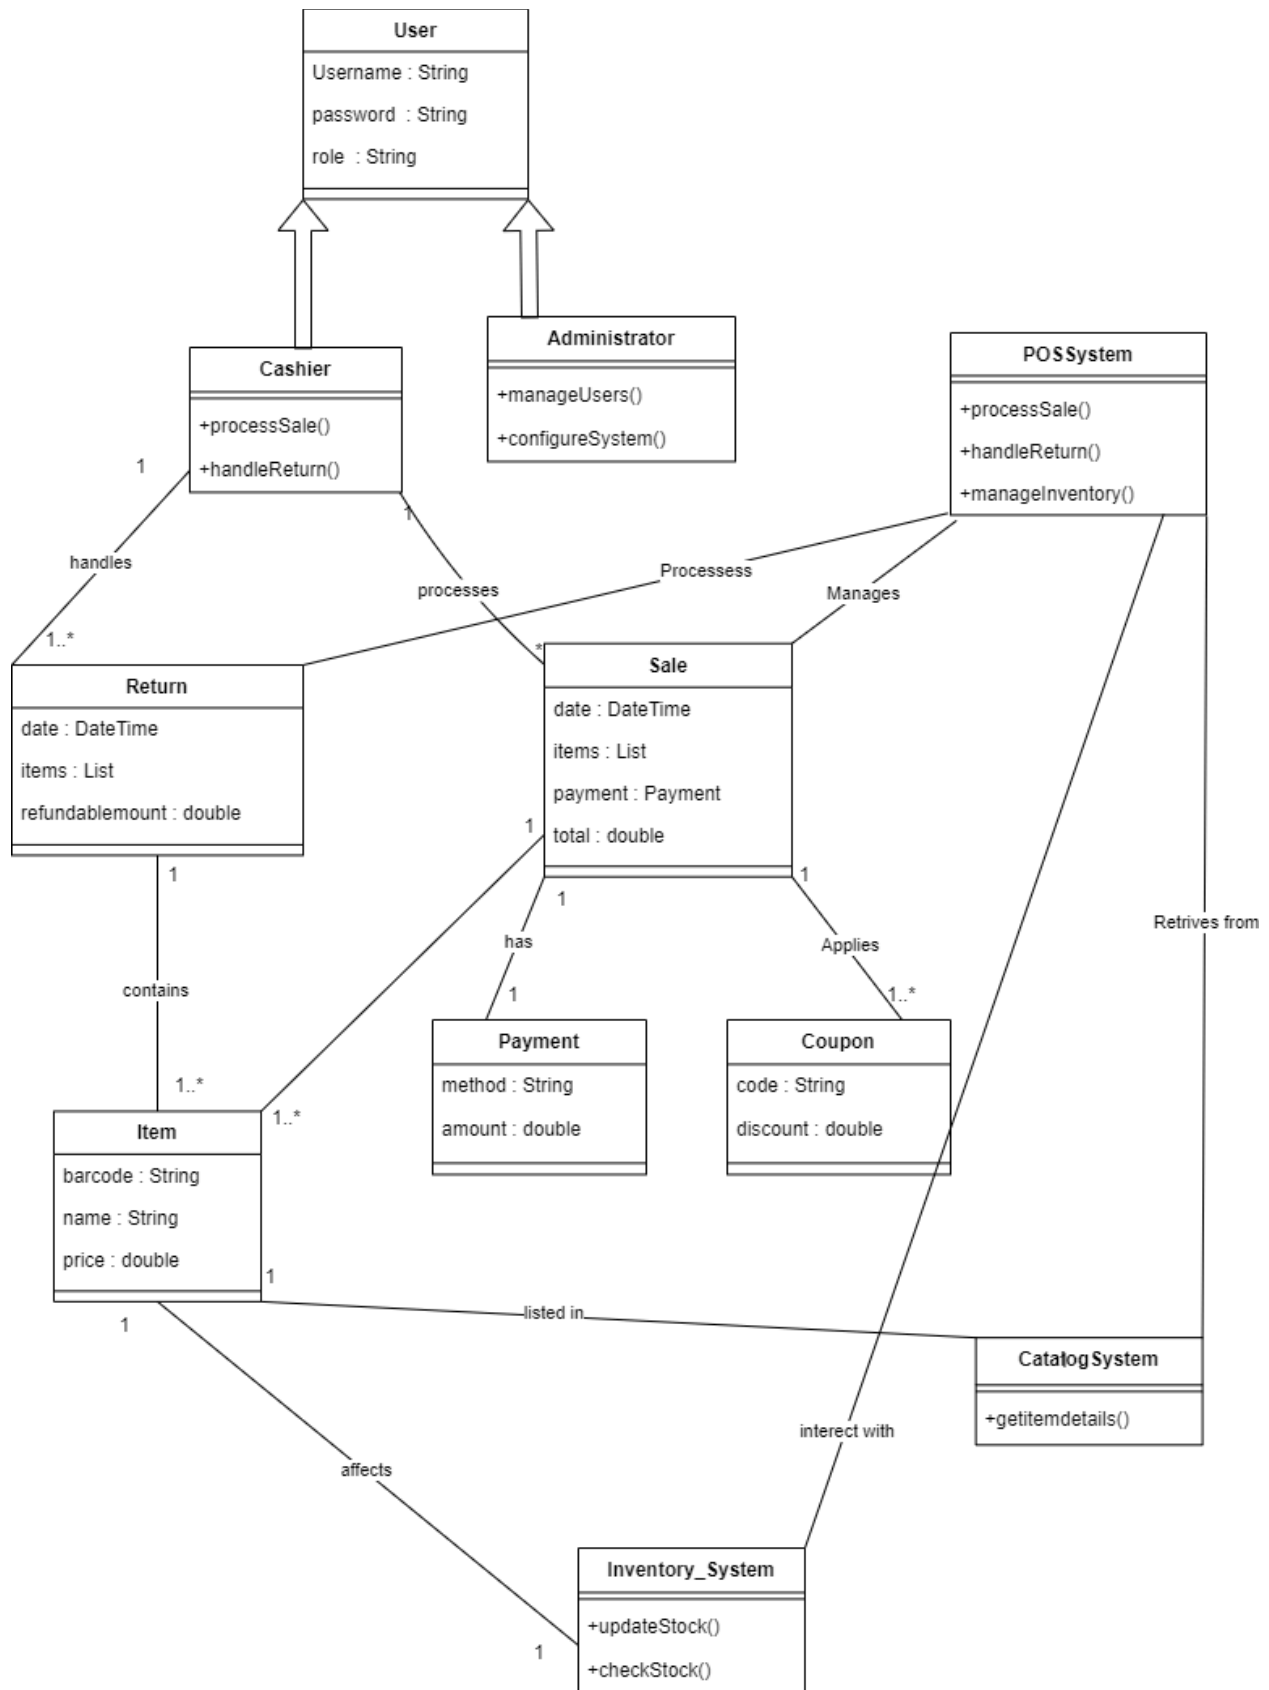 User
Username : String
password : String
role : String
Cashier
+processSale()
+handleReturn()
Administrator
+manageUsers()
+configureSystem()
POSSystem
+processSale()
+handleReturn()
+manageInventory()
1
1
handles
processes
Processess
Manages
1..*
*
Return
date : DateTime
items : List
refundablemount : double
Sale
date : DateTime
items : List
payment : Payment
total : double
1
1
1
1
has
Applies
Retrives from
contains
1
1..*
1..*
1..*
Payment
method : String
amount : double
Coupon
code : String
discount : double
Item
barcode : String
name : String
price : double
1
1
listed in
CatalogSystem
+getitemdetails()
interect with
affects
Inventory_System
+updateStock()
+checkStock()
1